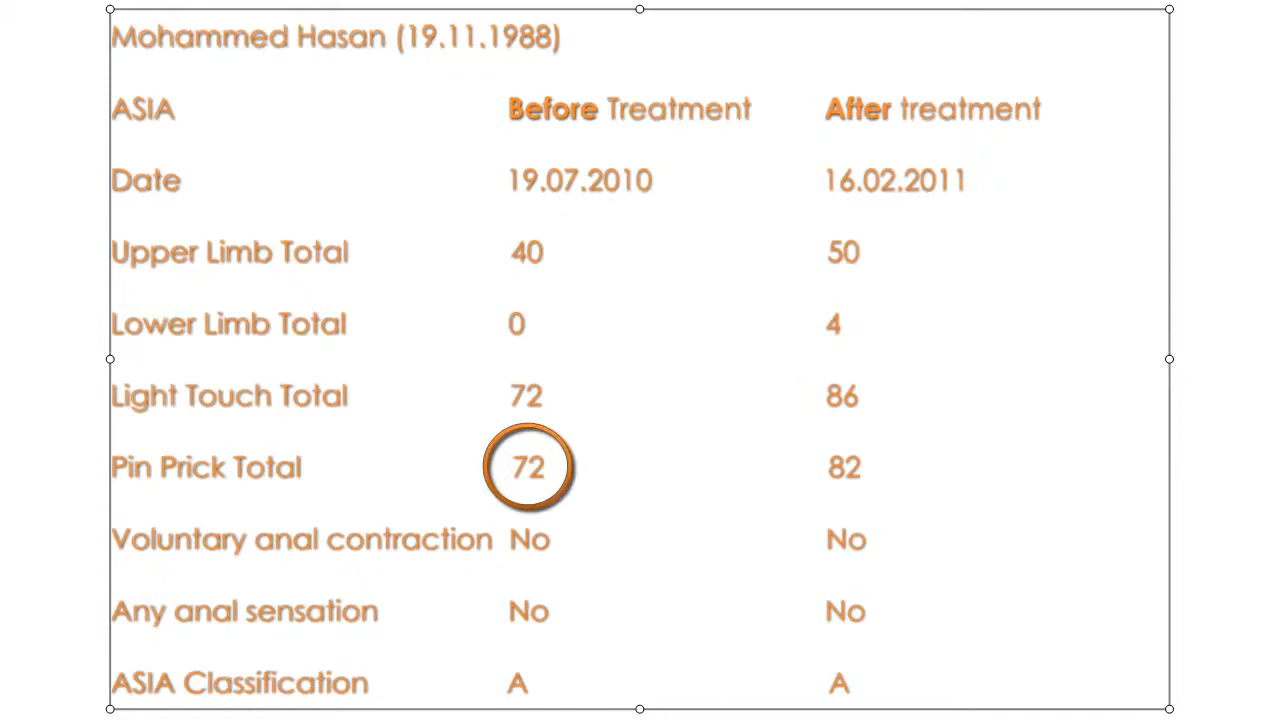 Mohammed Hasan (19.11.1988)
ASIA Before Treatment After treatment
Date 19.07.2010 16.02.2011
Upper Limb Total 40 50
Lower Limb Total 0 4
Light Touch Total 72 86
Pin Prick Total 72 82
Voluntary anal contraction No No
Any anal sensation No No
ASIA Classification A A